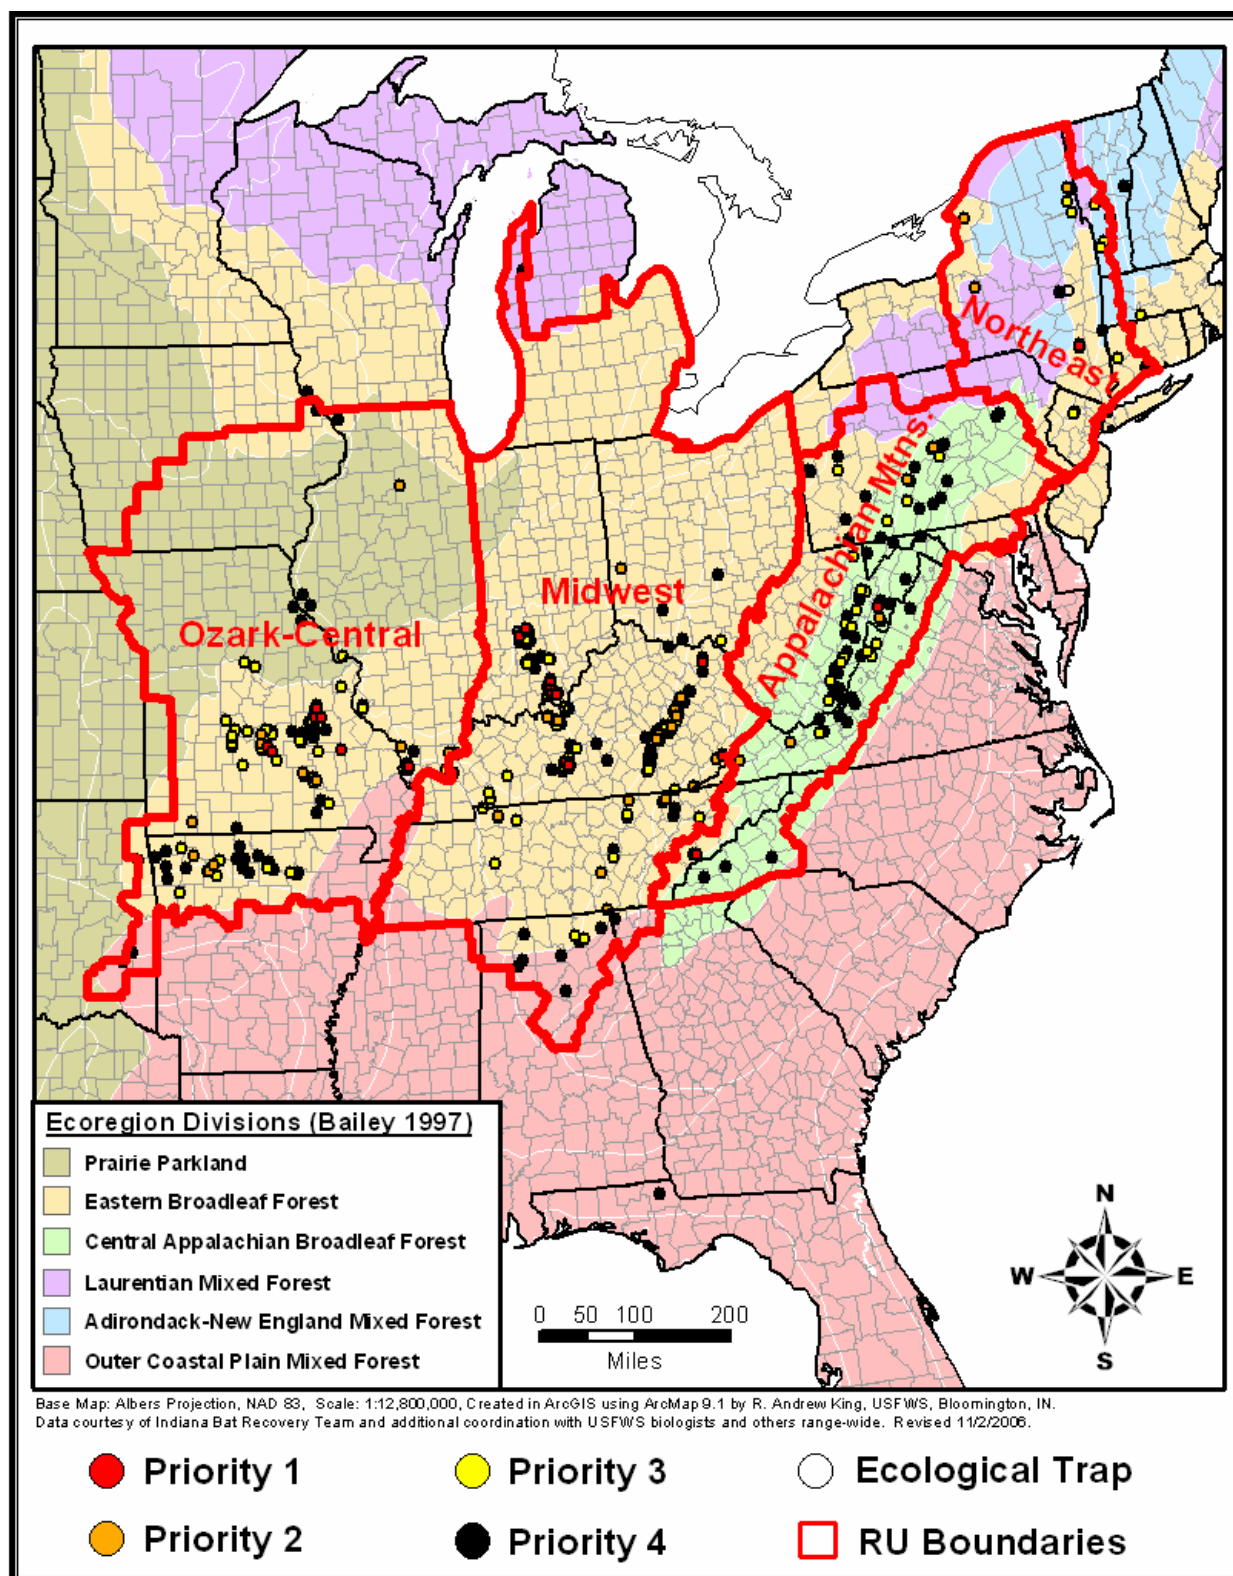 Northeast
Appalachian Mtns.
Midwest
Ozark-Central
Ecoregion Divisions (Bailey 1997)
Prairie Parkland
Eastern Broadleaf Forest
Central Appalachian Broadleaf Forest
Laurentian Mixed Forest
Adirondack-New England Mixed Forest
Outer Coastal Plain Mixed Forest
0 50 100 200
Miles
N
W E
S
Base Map: Albers Projection, NAD 83, Scale: 1:12,800,000, Created in ArcGIS using ArcMap 9.1 by R. Andrew King, USFWS, Bloomington, IN.
Data courtesy of Indiana Bat Recovery Team and additional coordination with USFWS biologists and others range-wide. Revised 11/2/2006.
Priority 1 Priority 3 Ecological Trap
Priority 2 Priority 4 RU Boundaries